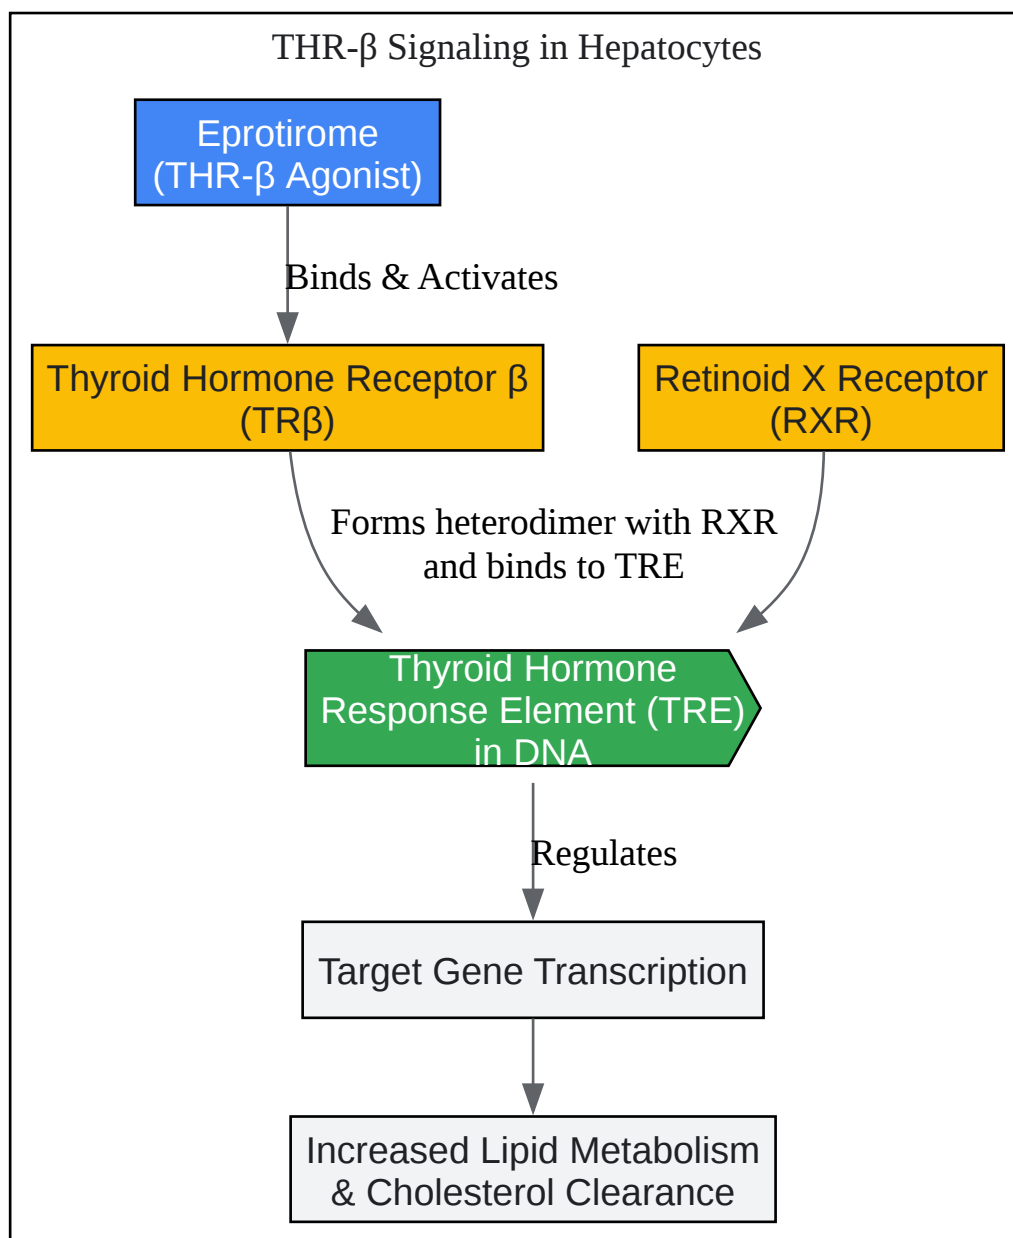 THR-β Signaling in Hepatocytes
Eprotirome
(THR-β Agonist)
Binds & Activates
Thyroid Hormone Receptor β
(TRβ)
Retinoid X Receptor
(RXR)
Forms heterodimer with RXR
and binds to TRE
Thyroid Hormone
Response Element (TRE)
in DNA
Regulates
Target Gene Transcription
Increased Lipid Metabolism
& Cholesterol Clearance